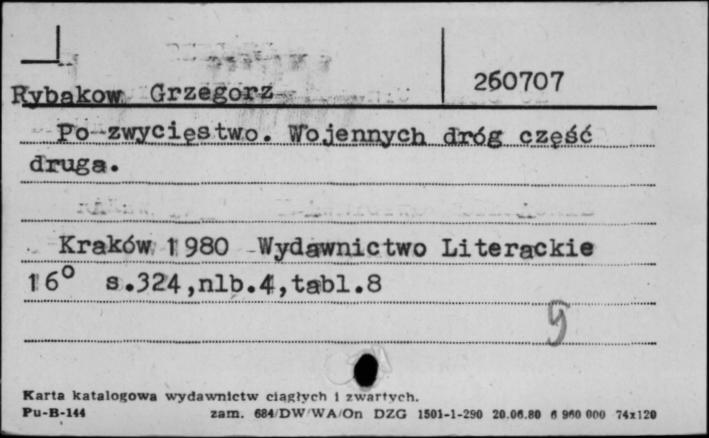 Rybakow Grzegorz 260707
Po zwycięstwo. Wojennych dróg część
druga.
Kraków 1980 Wydawnictwo Literackie
16° s.324,nlb.4,tabl.8
9
Karta katalogowa wydawnictw ciągłych i zwartych.
Pu-B-144 zam. 684/DW/WA/On DZG 1501-1-290 20.06.80 6 960 000 74x120